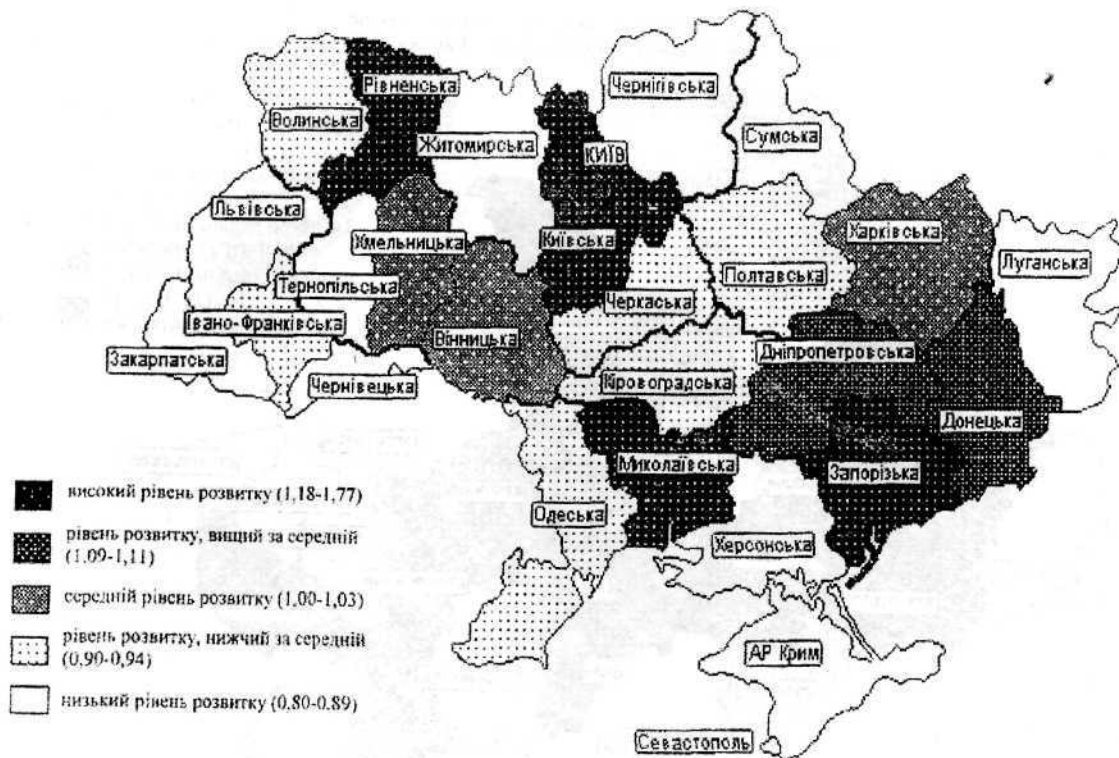 Рівненська
Чернігівська
Волинська
Житомирська
КИЇВ
Сумська
Львівська
Хмельницька
Київська
Харківська
Луганська
Тернопільська
Черкаська
Полтавська
Івано-Франківська
Закарпатська
Вінницька
Дніпропетровська
Чернівецька
Кіровоградська
Донецька
Миколаївська
Запорізька
Одеська
Херсонська
АР Крим
Севастополь
високий рівень розвитку (1,18-1,77)
рівень розвитку, вищий за середній
(1.09-1,11)
середній рівень розвитку (1,00-1,03)
рівень розвитку, нижчий за середній
(0,90-0,94)
низький рівень розвитку (0,80-0.89)